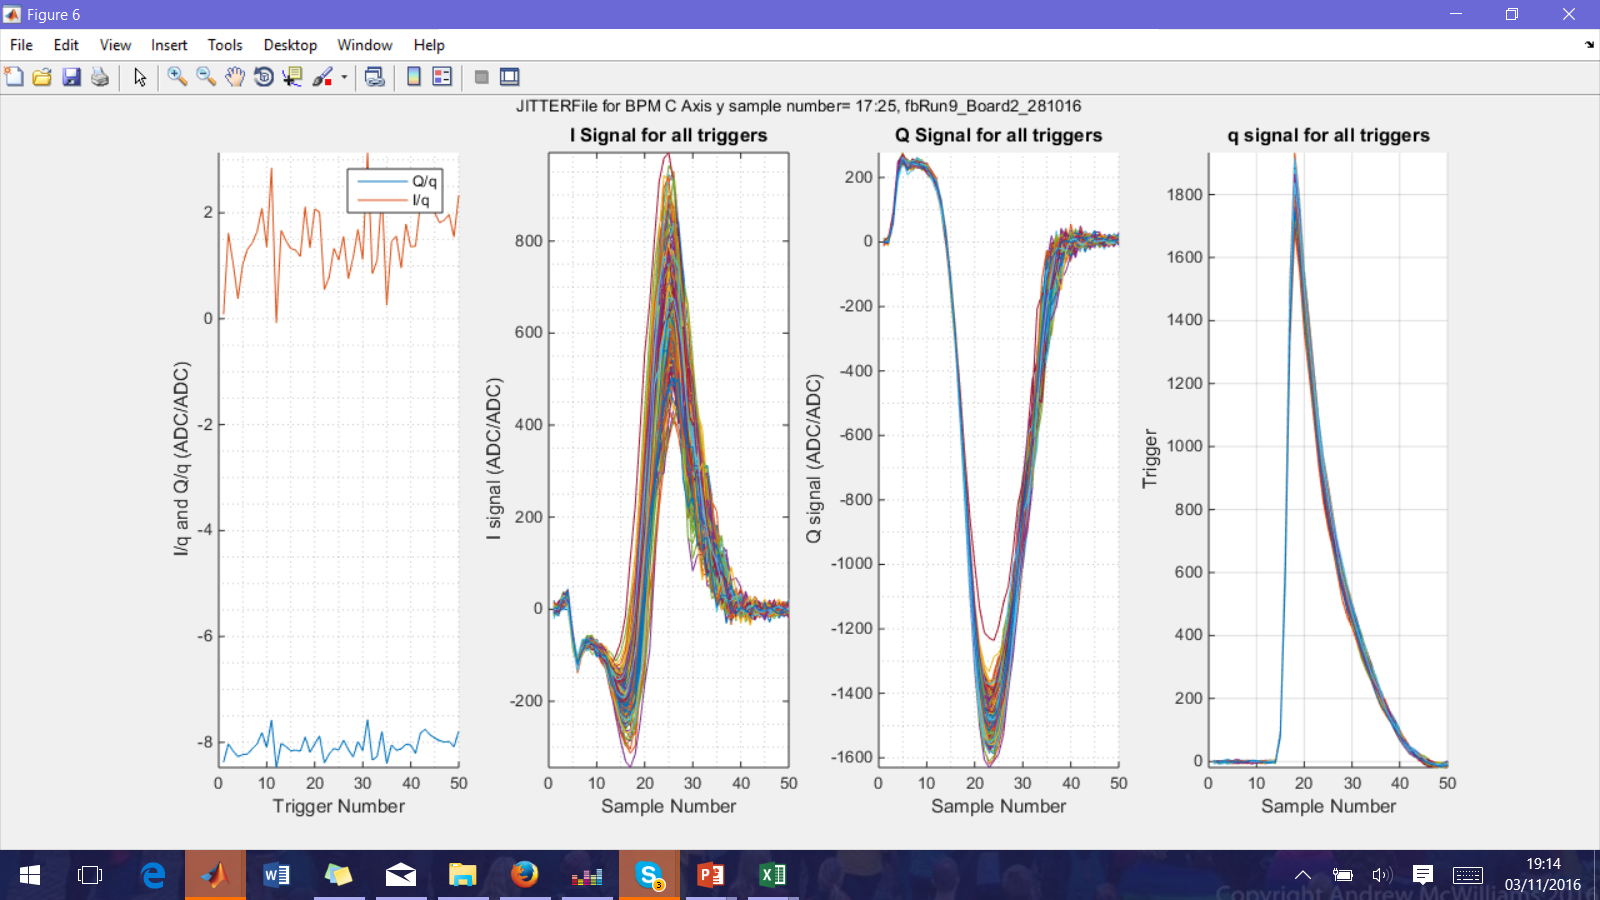 Figure 6
File Edit View Insert Tools Desktop Window Help
JITTERFile for BPM C Axis y sample number= 17:25, fbRun9_Board2_281016
I/q and Q/q (ADC/ADC)
2
0
-2
-4
-6
-8
0 10 20 30 40 50
Trigger Number
Q/q
I/q
I Signal for all triggers
I signal (ADC/ADC)
800
600
400
200
0
-200
0 10 20 30 40 50
Sample Number
Q Signal for all triggers
Q signal (ADC/ADC)
200
0
-200
-400
-600
-800
-1000
-1200
-1400
-1600
0 10 20 30 40 50
Sample Number
q signal for all triggers
Trigger
1800
1600
1400
1200
1000
800
600
400
200
0
0 10 20 30 40 50
Sample Number
3
19:14
03/11/2016
Copyright Andrew McWilliams 2016